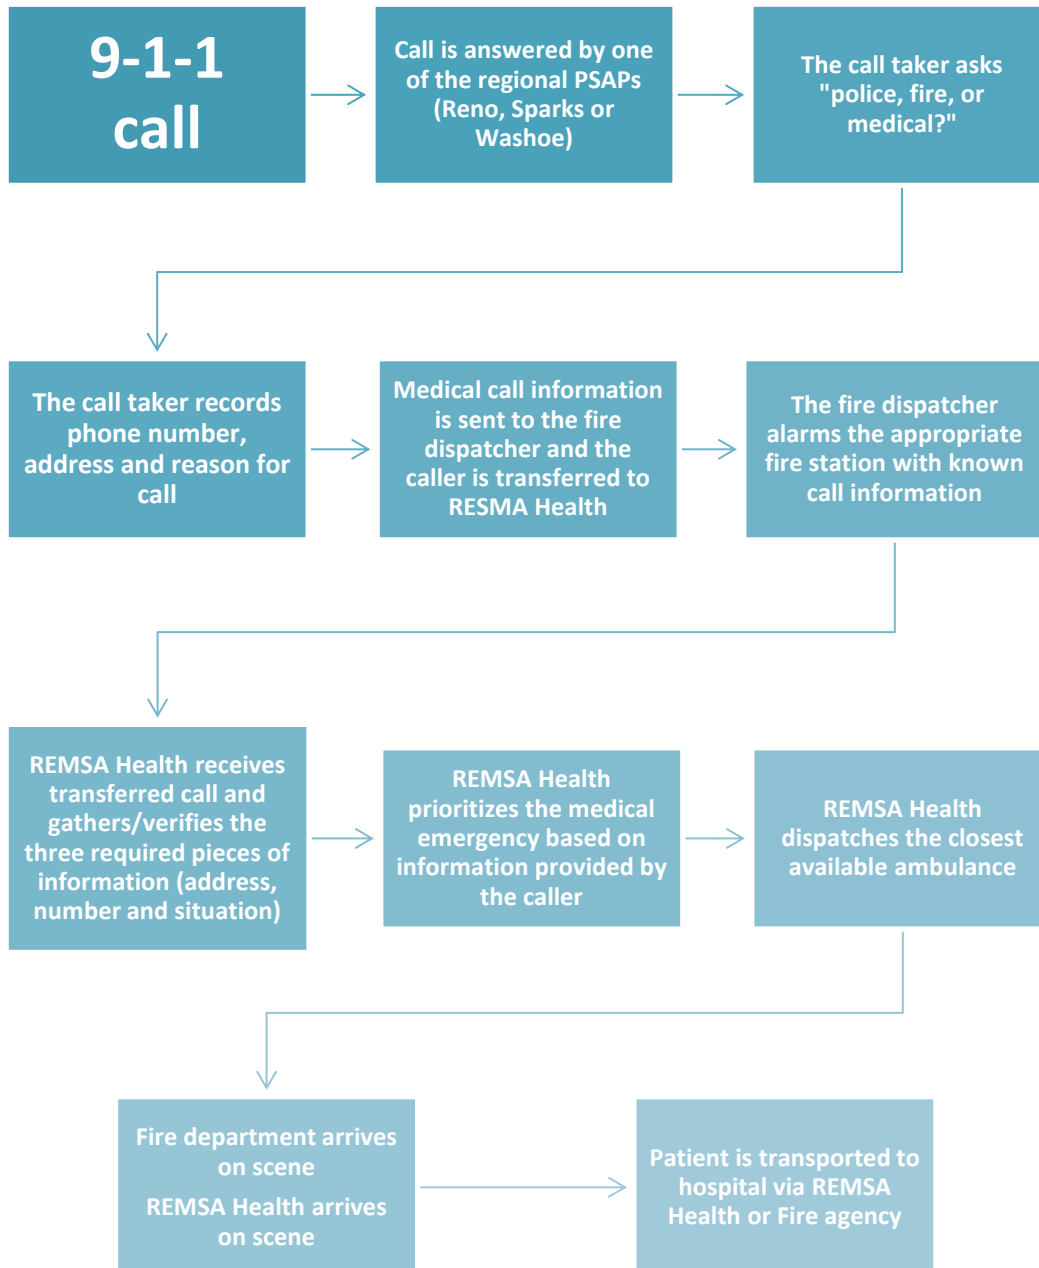 9-1-1
call
Call is answered by one
of the regional PSAPs
(Reno, Sparks or
Washoe)
The call taker asks
"police, fire, or
medical?"
The call taker records
phone number,
address and reason for
call
Medical call information
is sent to the fire
dispatcher and the
caller is transferred to
RESMA Health
The fire dispatcher
alarms the appropriate
fire station with known
call information
REMSA Health receives
transferred call and
gathers/verifies the
three required pieces of
information (address,
number and situation)
REMSA Health
prioritizes the medical
emergency based on
information provided by
the caller
REMSA Health
dispatches the closest
available ambulance
Fire department arrives
on scene
REMSA Health arrives
on scene
Patient is transported to
hospital via REMSA
Health or Fire agency